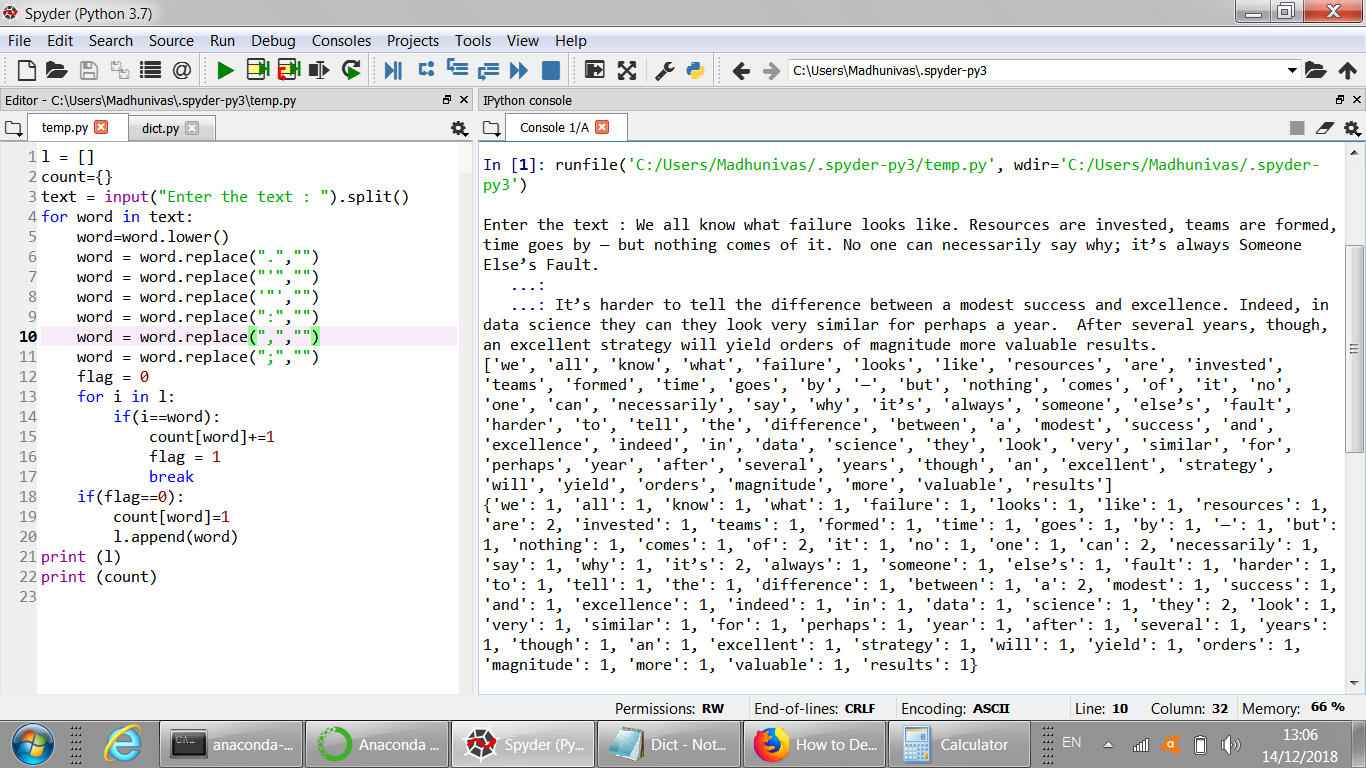 Spyder (Python 3.7)
File Edit Search Source Run Debug Consoles Projects Tools View Help
C:\Users\Madhunivas\.spyder-py3
Editor - C:\Users\Madhunivas\.spyder-py3\temp.py
temp.py dict.py
1 l = []
2 count={}
3 text = input("Enter the text : ").split()
4 for word in text:
5     word=word.lower()
6     word = word.replace(".","")
7     word = word.replace("'","")
8     word = word.replace('"',"")
9     word = word.replace(":","")
10     word = word.replace(",","")
11     word = word.replace(";","")
12     flag = 0
13     for i in l:
14         if(i==word):
15             count[word]+=1
16             flag = 1
17             break
18     if(flag==0):
19         count[word]=1
20         l.append(word)
21 print (l)
22 print (count)
23
IPython console
Console 1/A
In [1]: runfile('C:/Users/Madhunivas/.spyder-py3/temp.py', wdir='C:/Users/Madhunivas/.spyder-
py3')
Enter the text : We all know what failure looks like. Resources are invested, teams are formed,
time goes by — but nothing comes of it. No one can necessarily say why; it’s always Someone
Else’s Fault.
...:
...: It’s harder to tell the difference between a modest success and excellence. Indeed, in
data science they can they look very similar for perhaps a year.  After several years, though,
an excellent strategy will yield orders of magnitude more valuable results.
['we', 'all', 'know', 'what', 'failure', 'looks', 'like', 'resources', 'are', 'invested',
'teams', 'formed', 'time', 'goes', 'by', '—', 'but', 'nothing', 'comes', 'of', 'it', 'no',
'one', 'can', 'necessarily', 'say', 'why', 'it’s', 'always', 'someone', 'else’s', 'fault',
'harder', 'to', 'tell', 'the', 'difference', 'between', 'a', 'modest', 'success', 'and',
'excellence', 'indeed', 'in', 'data', 'science', 'they', 'look', 'very', 'similar', 'for',
'perhaps', 'year', 'after', 'several', 'years', 'though', 'an', 'excellent', 'strategy',
'will', 'yield', 'orders', 'magnitude', 'more', 'valuable', 'results']
{'we': 1, 'all': 1, 'know': 1, 'what': 1, 'failure': 1, 'looks': 1, 'like': 1, 'resources': 1,
'are': 2, 'invested': 1, 'teams': 1, 'formed': 1, 'time': 1, 'goes': 1, 'by': 1, '—': 1, 'but':
1, 'nothing': 1, 'comes': 1, 'of': 2, 'it': 1, 'no': 1, 'one': 1, 'can': 2, 'necessarily': 1,
'say': 1, 'why': 1, 'it’s': 2, 'always': 1, 'someone': 1, 'else’s': 1, 'fault': 1, 'harder': 1,
'to': 1, 'tell': 1, 'the': 1, 'difference': 1, 'between': 1, 'a': 2, 'modest': 1, 'success': 1,
'and': 1, 'excellence': 1, 'indeed': 1, 'in': 1, 'data': 1, 'science': 1, 'they': 2, 'look': 1,
'very': 1, 'similar': 1, 'for': 1, 'perhaps': 1, 'year': 1, 'after': 1, 'several': 1, 'years':
1, 'though': 1, 'an': 1, 'excellent': 1, 'strategy': 1, 'will': 1, 'yield': 1, 'orders': 1,
'magnitude': 1, 'more': 1, 'valuable': 1, 'results': 1}
Permissions: RW End-of-lines: CRLF Encoding: ASCII Line: 10 Column: 32 Memory: 66 %
anaconda-... Anaconda ... Spyder (Py... Dict - Not... How to De... Calculator EN 13:06
14/12/2018